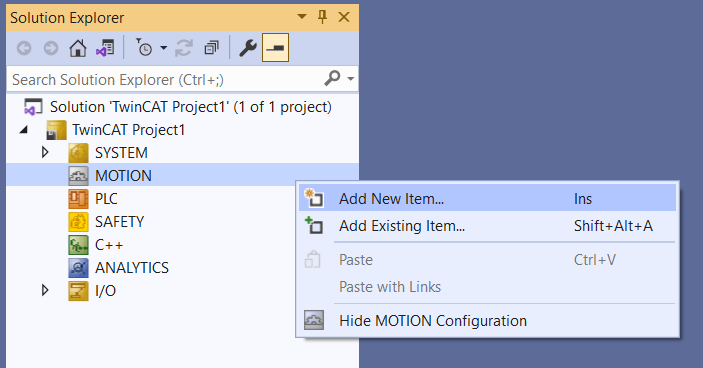 Solution Explorer
Search Solution Explorer (Ctrl+;)
Solution 'TwinCAT Project1' (1 of 1 project)
TwinCAT Project1
SYSTEM
MOTION
PLC
SAFETY
C++
ANALYTICS
I/O
Add New Item... Ins
Add Existing Item... Shift+Alt+A
Paste Ctrl+V
Paste with Links
Hide MOTION Configuration